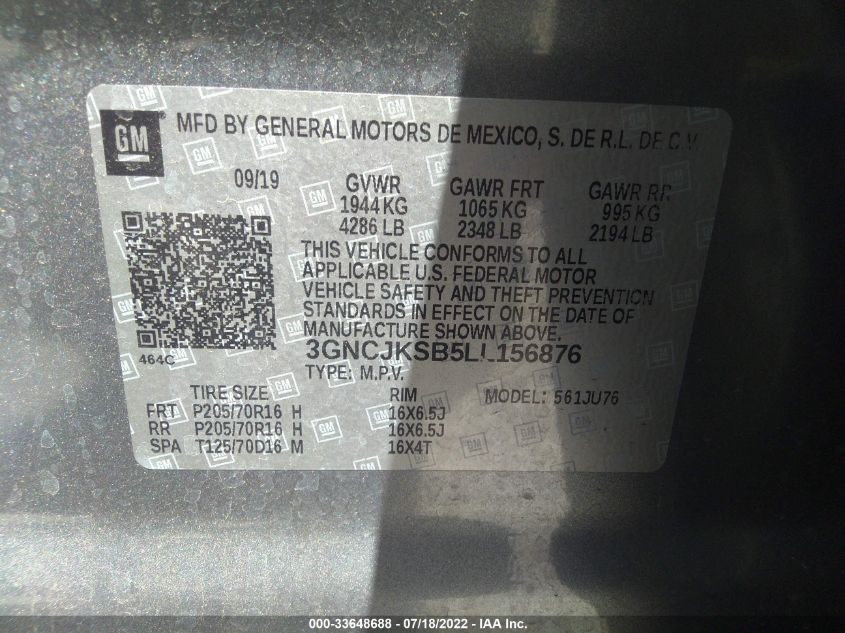 GM
MFD BY GENERAL MOTORS DE MEXICO, S. DE R.L. DE C.V.
09/19 GVWR GAWR FRT GAWR RR
1944 KG 1065 KG 995 KG
4286 LB 2348 LB 2194 LB
THIS VEHICLE CONFORMS TO ALL
APPLICABLE U.S. FEDERAL MOTOR
VEHICLE SAFETY AND THEFT PREVENTION
STANDARDS IN EFFECT ON THE DATE OF
MANUFACTURE SHOWN ABOVE.
464C
3GNCJKSB5LL156876
TYPE: M.P.V.
TIRE SIZE RIM MODEL: 561JU76
FRT P205/70R16 H 16X6.5J
RR P205/70R16 H 16X6.5J
SPA T125/70D16 M 16X4T
000-33648688 - 07/18/2022 - IAA Inc.